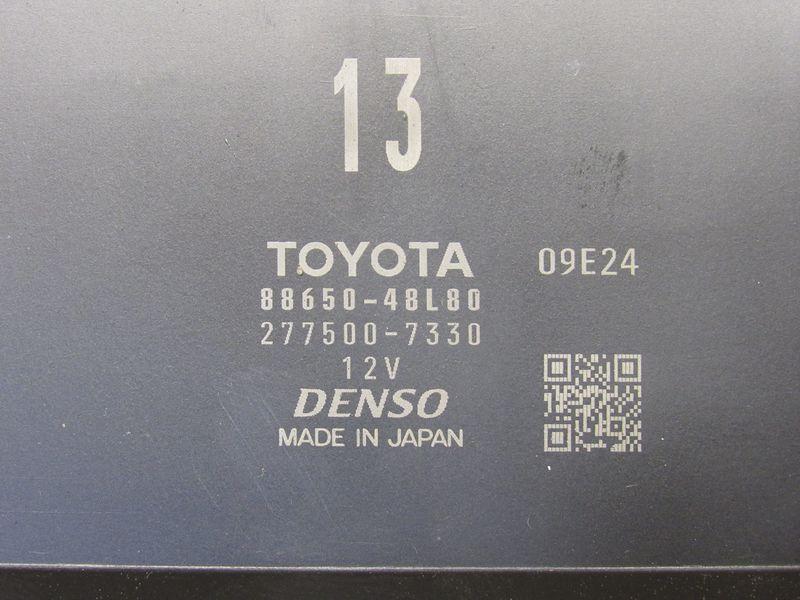 13
TOYOTA 09E24
88650-48L80
277500-7330
12V
DENSO
MADE IN JAPAN